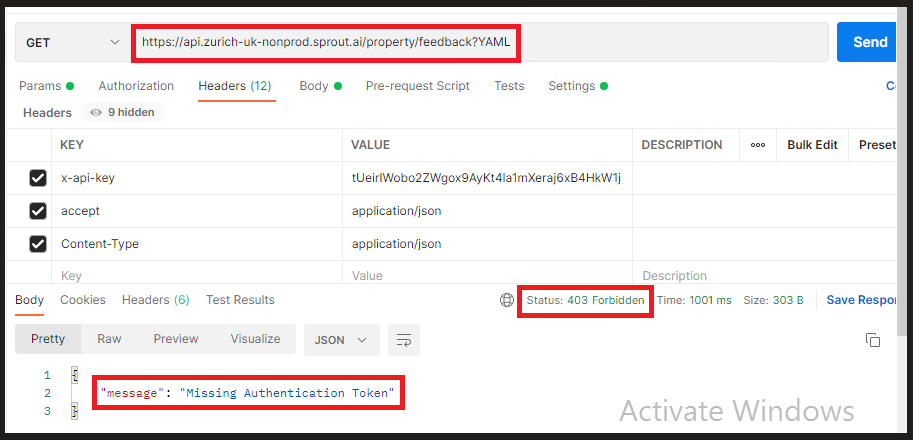 GET https://api.zurich-uk-nonprod.sprout.ai/property/feedback?YAML Send
Params Authorization Headers (12) Body Pre-request Script Tests Settings
Headers 9 hidden
KEY VALUE DESCRIPTION Bulk Edit Preset
x-api-key
accept application/json
Content-Type application/json
Key Value Description
Body Cookies Headers (6) Test Results Status: 403 Forbidden Time: 1001 ms Size: 303 B Save Respon
Pretty Raw Preview Visualize JSON
1 {
2 "message": "Missing Authentication Token"
3 }
Activate Windows